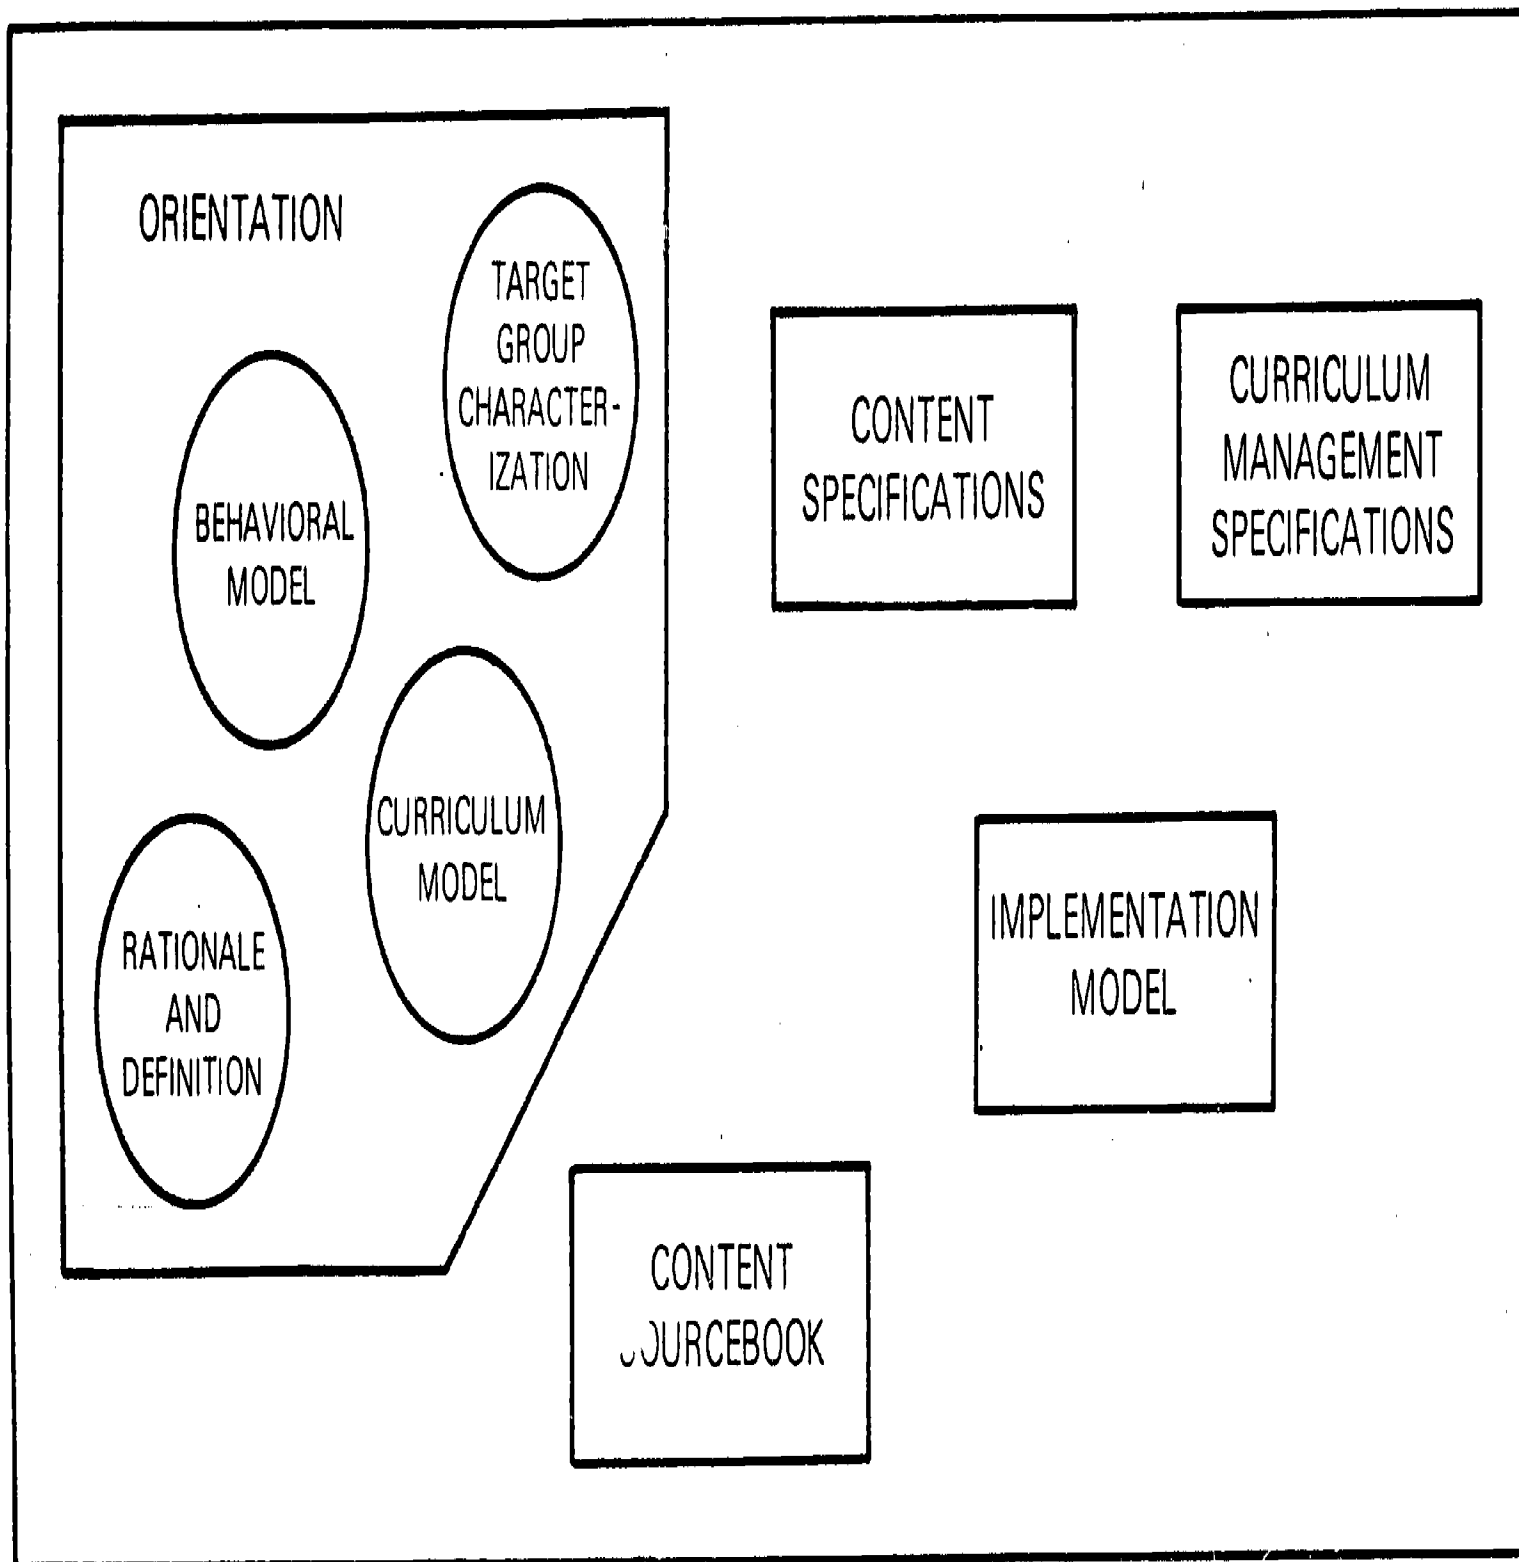 ORIENTATION
TARGET
GROUP
CHARACTER-
IZATION
BEHAVIORAL
MODEL
CURRICULUM
MODEL
RATIONALE
AND
DEFINITION
CONTENT
SPECIFICATIONS
CURRICULUM
MANAGEMENT
SPECIFICATIONS
IMPLEMENTATION
MODEL
CONTENT
SOURCEBOOK